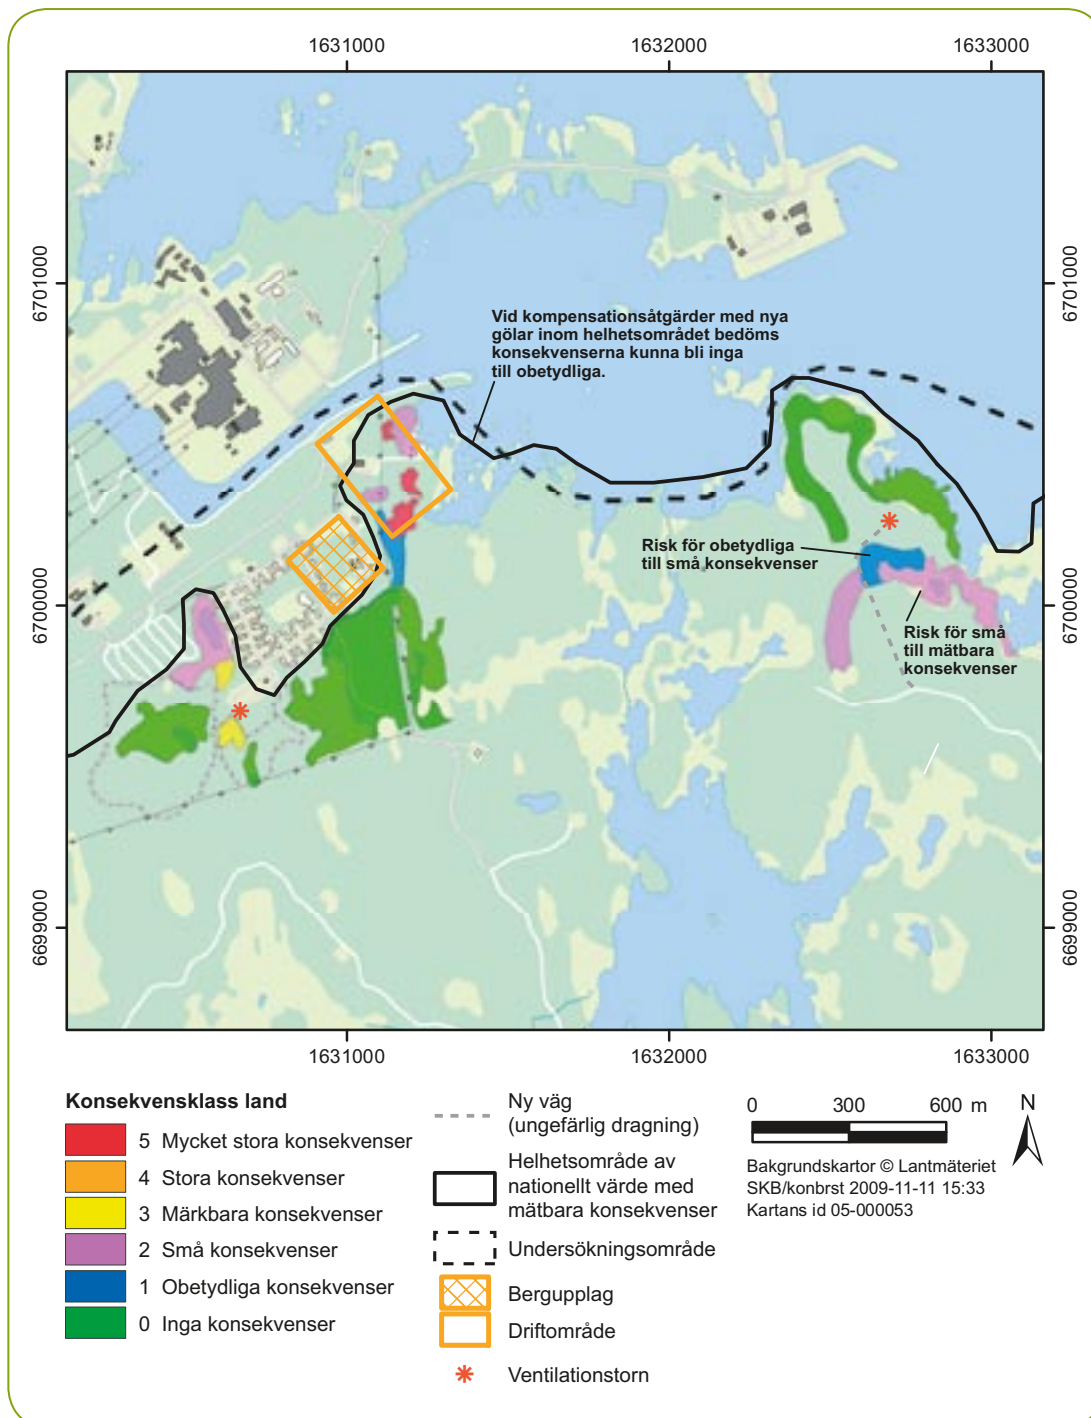 1631000
1632000
1633000
6701000
6701000
Vid kompensationsåtgärder med nya
gölar inom helhetsområdet bedöms
konsekvenserna kunna bli inga
till obetydliga.
Risk för obetydliga
till små konsekvenser
6700000
6700000
Risk för små
till mätbara
konsekvenser
6699000
6699000
1631000
1632000
1633000
Konsekvensklass land
5 Mycket stora konsekvenser
4 Stora konsekvenser
3 Märkbara konsekvenser
2 Små konsekvenser
1 Obetydliga konsekvenser
0 Inga konsekvenser
Ny väg
(ungefärlig dragning)
Helhetsområde av
nationellt värde med
mätbara konsekvenser
Undersökningsområde
Bergupplag
Driftområde
Ventilationstorn
0 300 600 m
N
Bakgrundskartor © Lantmäteriet
SKB/konbrst 2009-11-11 15:33
Kartans id 05-000053